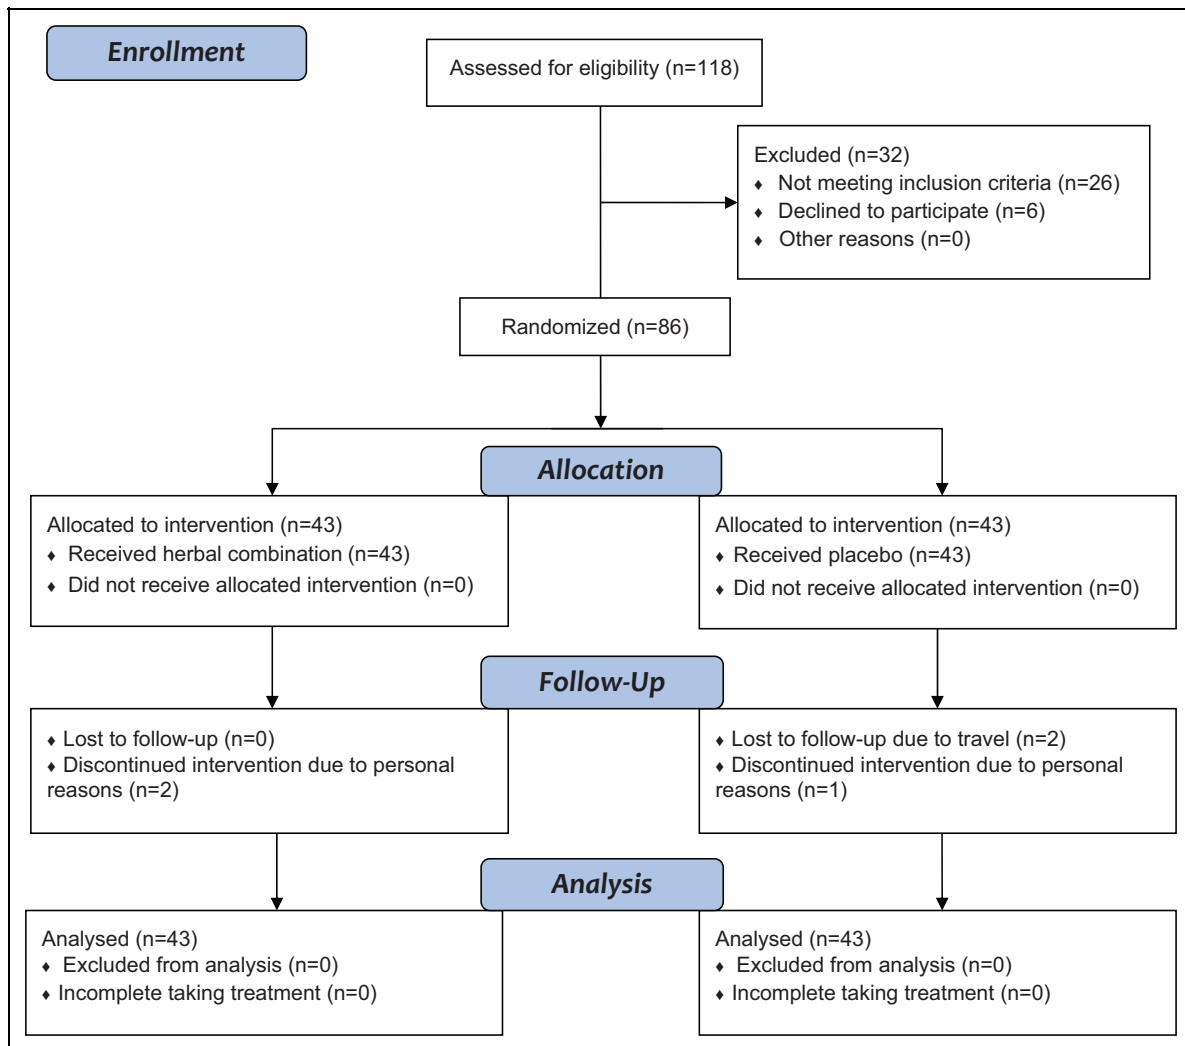 Enrollment
Assessed for eligibility (n=118)
Excluded (n=32)
♦ Not meeting inclusion criteria (n=26)
♦ Declined to participate (n=6)
♦ Other reasons (n=0)
Randomized (n=86)
Allocation
Allocated to intervention (n=43)
♦ Received herbal combination (n=43)
♦ Did not receive allocated intervention (n=0)
Allocated to intervention (n=43)
♦ Received placebo (n=43)
♦ Did not receive allocated intervention (n=0)
Follow-Up
♦ Lost to follow-up (n=0)
♦ Discontinued intervention due to personal
reasons (n=2)
♦ Lost to follow-up due to travel (n=2)
♦ Discontinued intervention due to personal
reasons (n=1)
Analysis
Analysed (n=43)
♦ Excluded from analysis (n=0)
♦ Incomplete taking treatment (n=0)
Analysed (n=43)
♦ Excluded from analysis (n=0)
♦ Incomplete taking treatment (n=0)